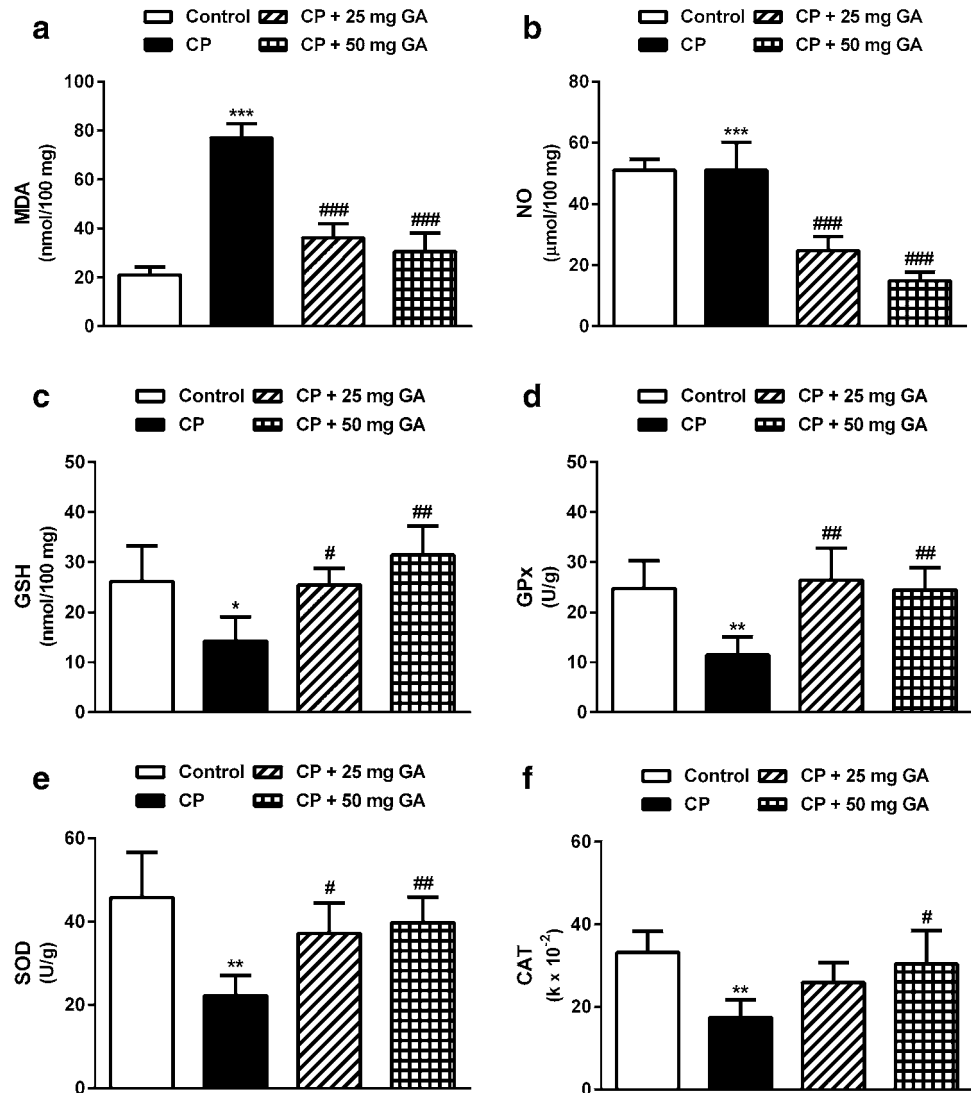 a
Control CP + 25 mg GA
CP CP + 50 mg GA
MDA
(nmol/100 mg)
100
80
60
40
20
0
***
###
###
b
Control CP + 25 mg GA
CP CP + 50 mg GA
NO
(µmol/100 mg)
80
60
40
20
0
***
###
###
c
Control CP + 25 mg GA
CP CP + 50 mg GA
GSH
(nmol/100 mg)
50
40
30
20
10
0
*
#
##
d
Control CP + 25 mg GA
CP CP + 50 mg GA
GPx
(U/g)
50
40
30
20
10
0
**
##
##
e
Control CP + 25 mg GA
CP CP + 50 mg GA
SOD
(U/g)
60
40
20
0
**
#
##
f
Control CP + 25 mg GA
CP CP + 50 mg GA
CAT
(k x 10⁻²)
60
40
20
0
**
#